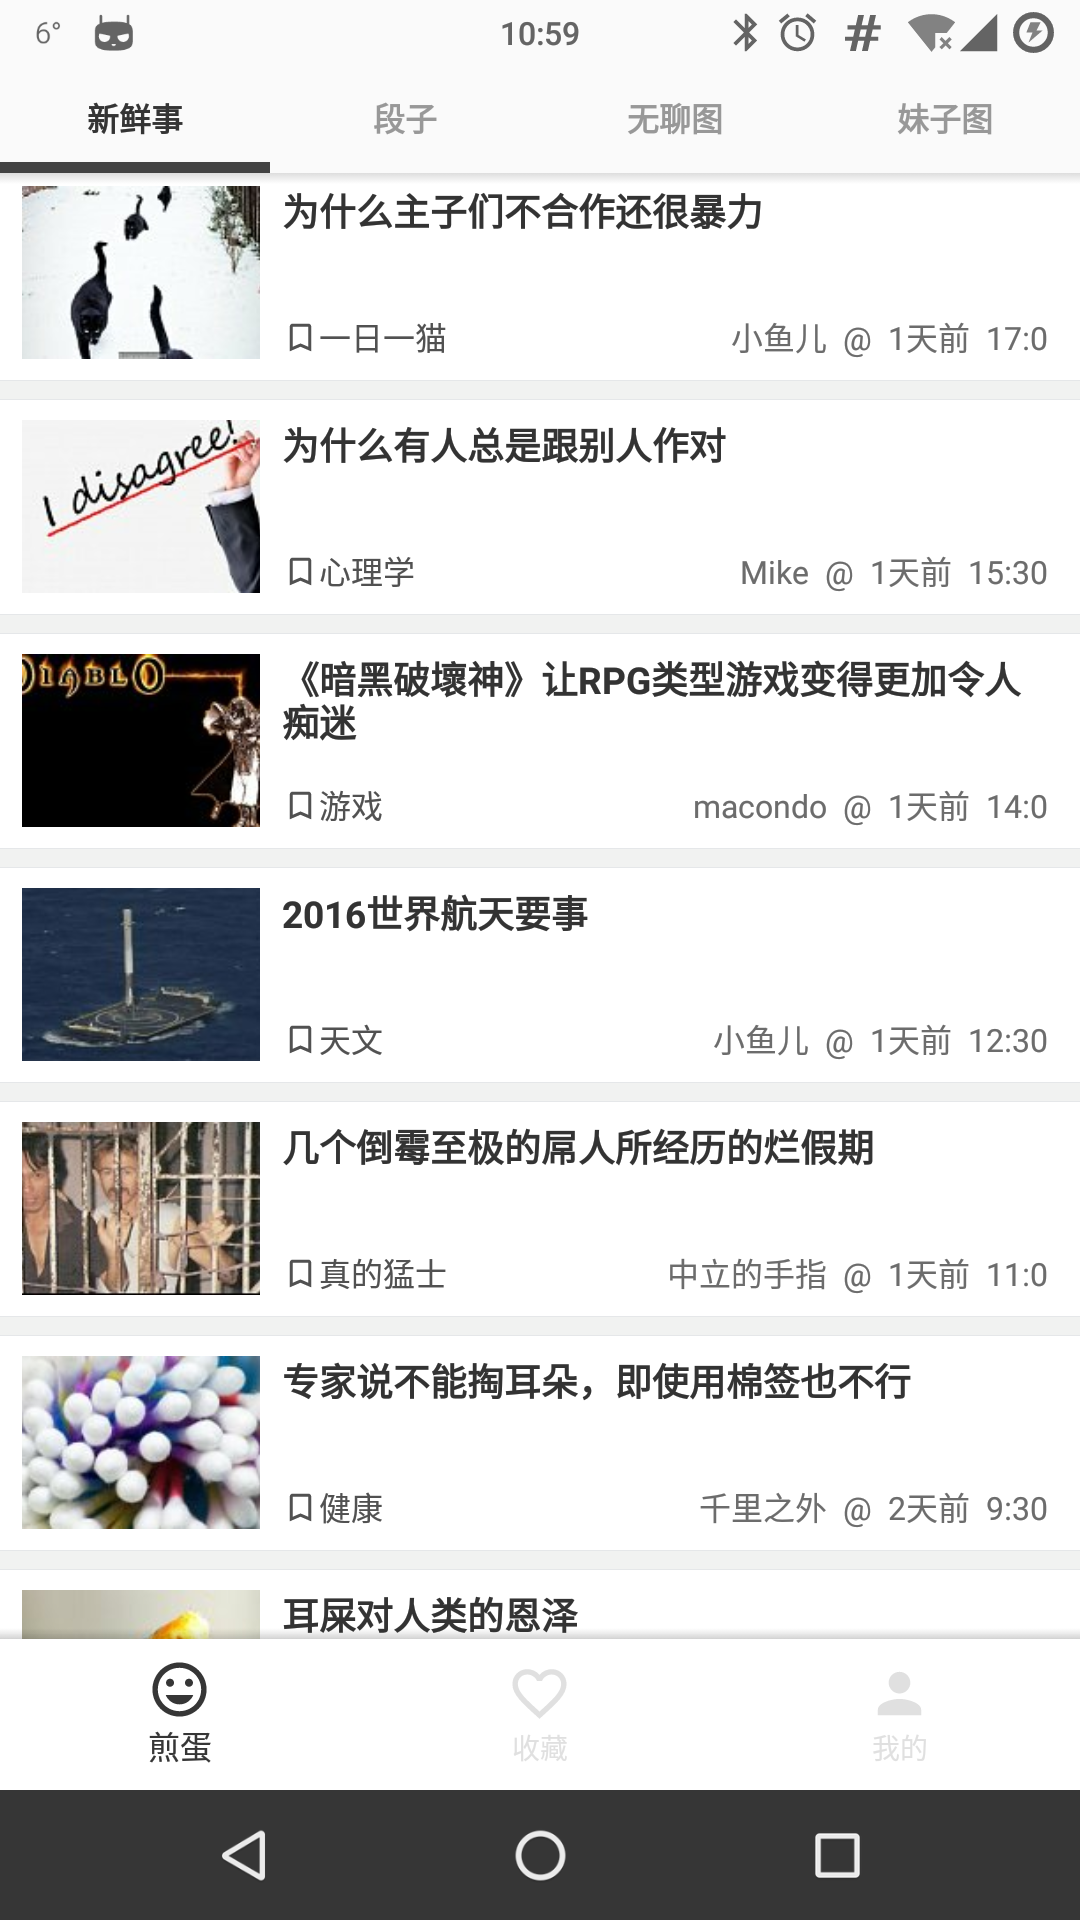 6°
10:59
新鲜事
段子
无聊图
妹子图
为什么主子们不合作还很暴力
一日一猫
小鱼儿 @ 1天前 17:0
I disagree!
为什么有人总是跟别人作对
心理学
Mike @ 1天前 15:30
DIABLO
《暗黑破壞神》让RPG类型游戏变得更加令人
痴迷
游戏
macondo @ 1天前 14:0
2016世界航天要事
天文
小鱼儿 @ 1天前 12:30
几个倒霉至极的屌人所经历的烂假期
真的猛士
中立的手指 @ 1天前 11:0
专家说不能掏耳朵，即使用棉签也不行
健康
千里之外 @ 2天前 9:30
耳屎对人类的恩泽
煎蛋
收藏
我的